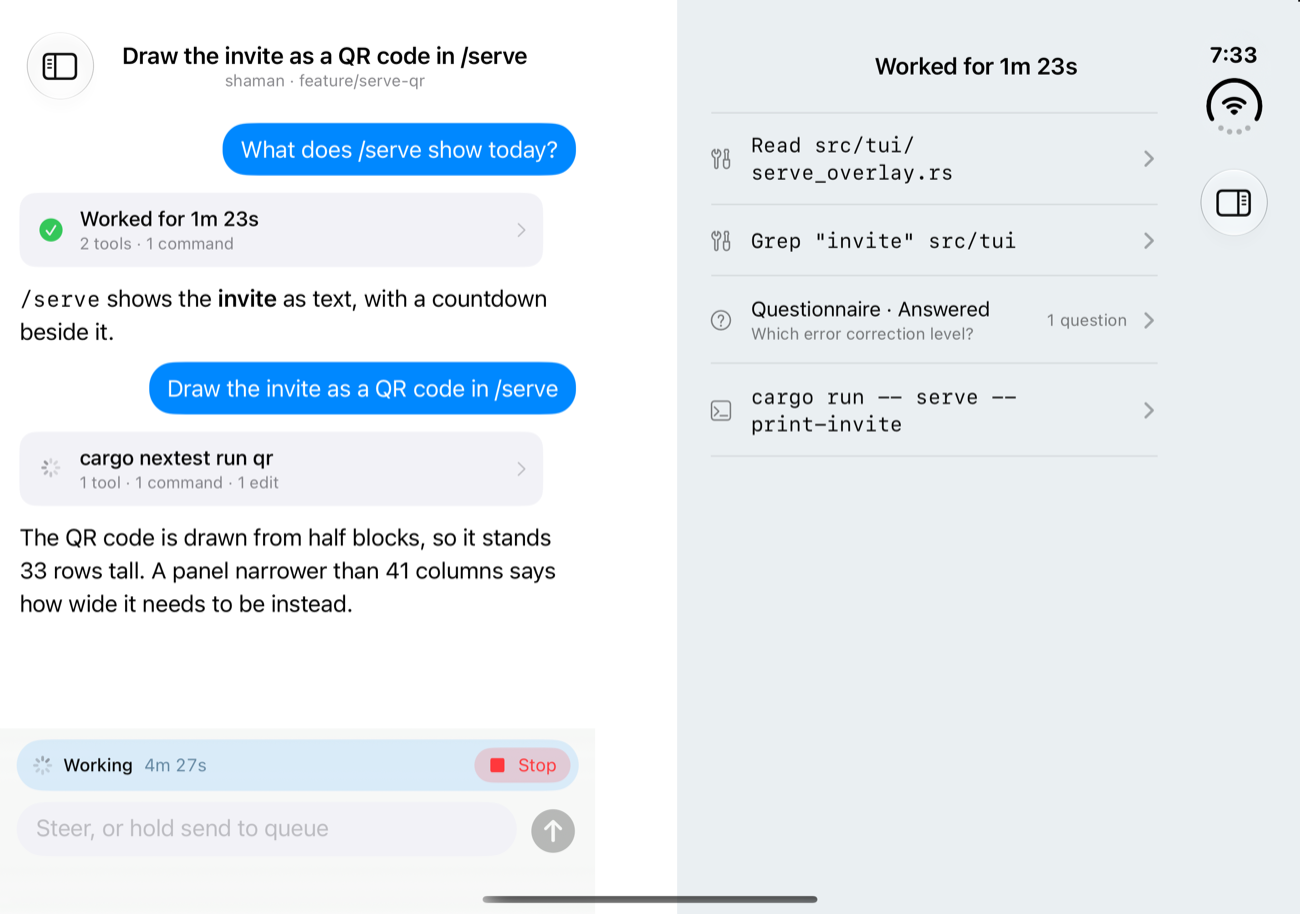 Draw the invite as a QR code in /serve
shaman · feature/serve-qr
What does /serve show today?
Worked for 1m 23s
2 tools · 1 command
/serve shows the invite as text, with a countdown
beside it.
Draw the invite as a QR code in /serve
cargo nextest run qr
1 tool · 1 command · 1 edit
The QR code is drawn from half blocks, so it stands
33 rows tall. A panel narrower than 41 columns says
how wide it needs to be instead.
Working 4m 27s
Stop
Steer, or hold send to queue
Worked for 1m 23s
7:33
Read src/tui/
serve_overlay.rs
Grep "invite" src/tui
Questionnaire · Answered
Which error correction level?
1 question
cargo run -- serve --
print-invite